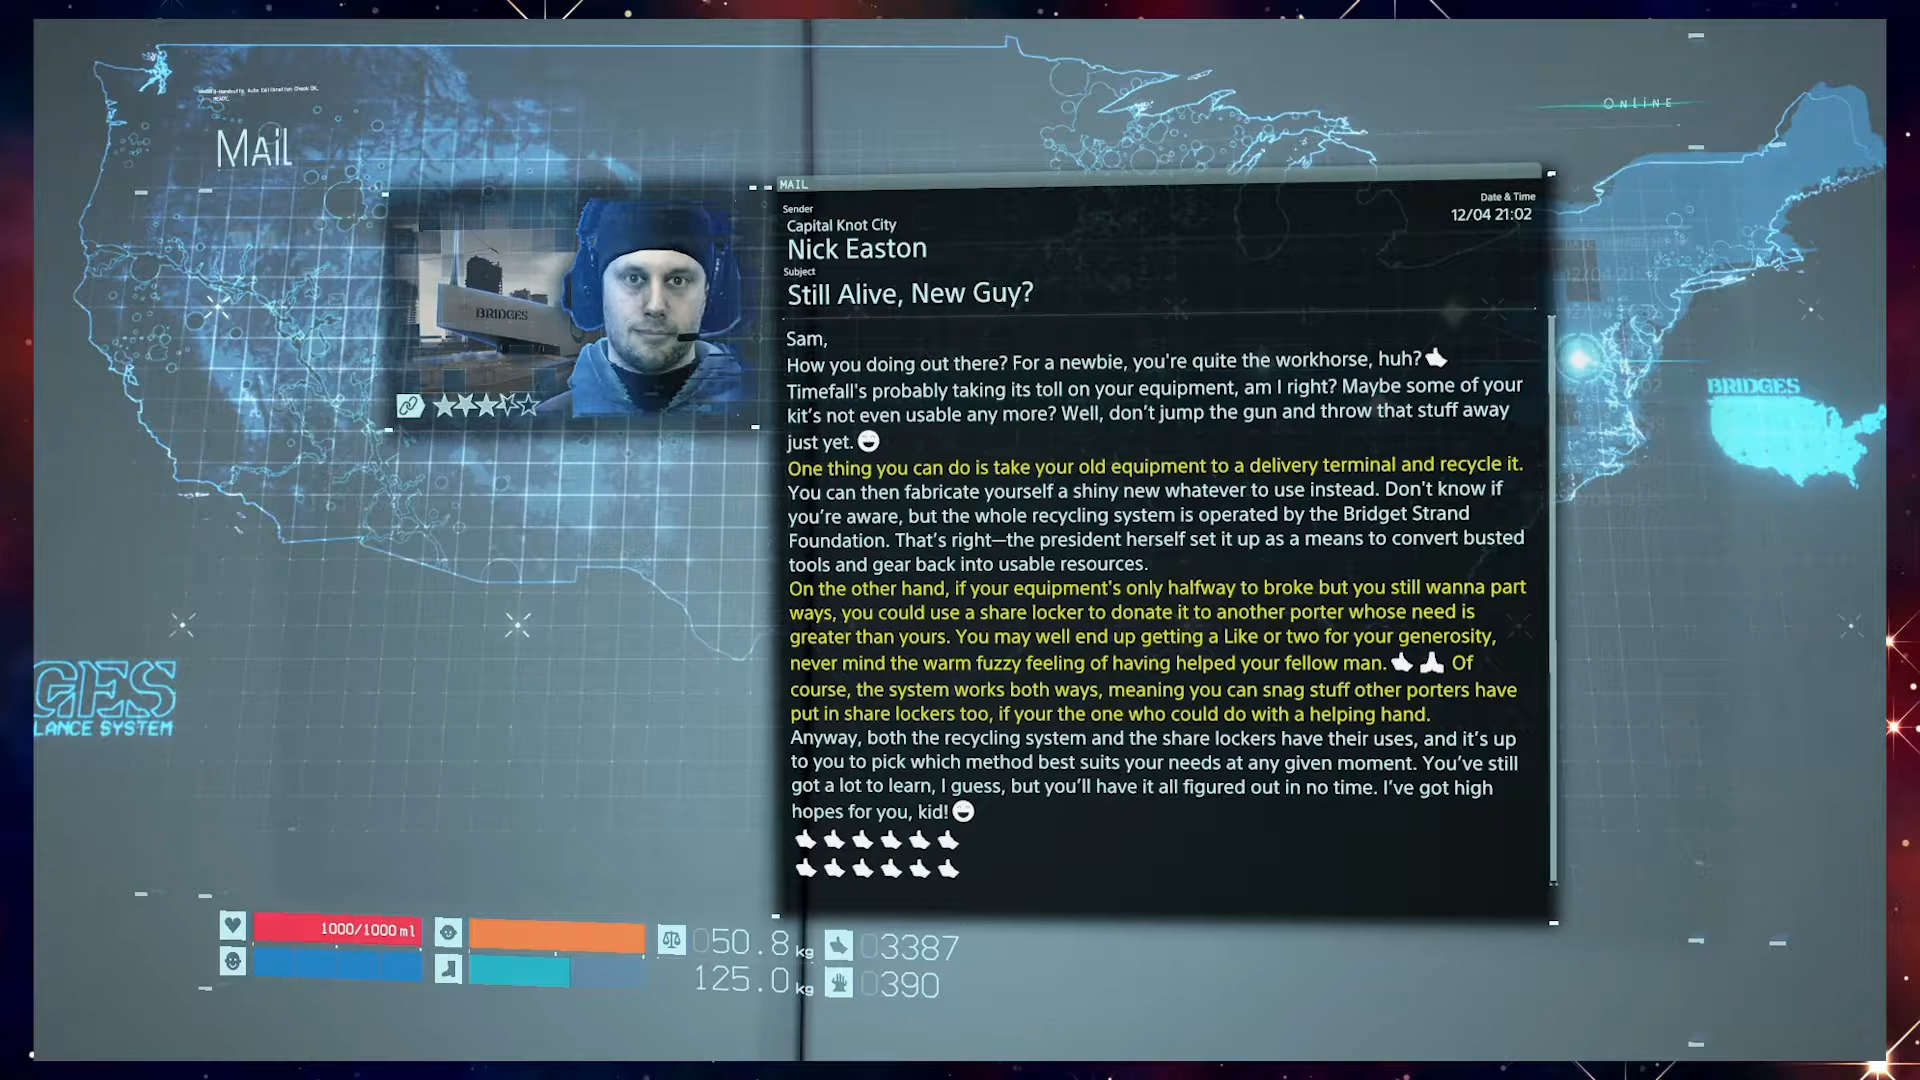 MAIL
ONLINE
MAIL
Sender
Capital Knot City
Nick Easton
Date & Time
12/04 21:02
Subject
Still Alive, New Guy?
Sam,
How you doing out there? For a newbie, you're quite the workhorse, huh?
Timefall's probably taking its toll on your equipment, am I right? Maybe some of your
kit's not even usable any more? Well, don't jump the gun and throw that stuff away
just yet.
One thing you can do is take your old equipment to a delivery terminal and recycle it.
You can then fabricate yourself a shiny new whatever to use instead. Don't know if
you're aware, but the whole recycling system is operated by the Bridget Strand
Foundation. That's right—the president herself set it up as a means to convert busted
tools and gear back into usable resources.
On the other hand, if your equipment's only halfway to broke but you still wanna part
ways, you could use a share locker to donate it to another porter whose need is
greater than yours. You may well end up getting a Like or two for your generosity,
never mind the warm fuzzy feeling of having helped your fellow man. Of
course, the system works both ways, meaning you can snag stuff other porters have
put in share lockers too, if your the one who could do with a helping hand.
Anyway, both the recycling system and the share lockers have their uses, and it's up
to you to pick which method best suits your needs at any given moment. You've still
got a lot to learn, I guess, but you'll have it all figured out in no time. I've got high
hopes for you, kid!
BRIDGES
BRIDGES
GES
LANCE SYSTEM
1000/1000 ml
050.8 kg
125.0 kg
03387
0390